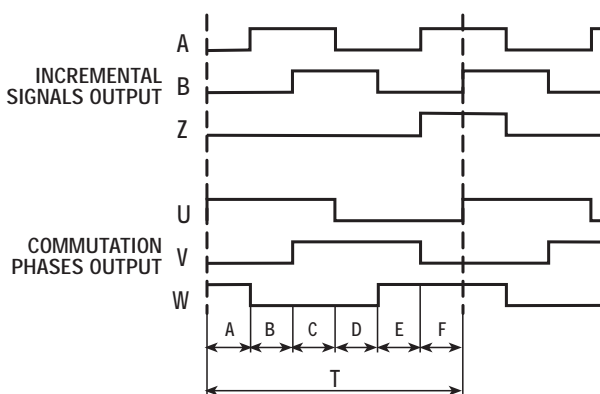 A
INCREMENTAL
SIGNALS OUTPUT
B
Z
U
COMMUTATION
PHASES OUTPUT
V
W
A B C D E F
T